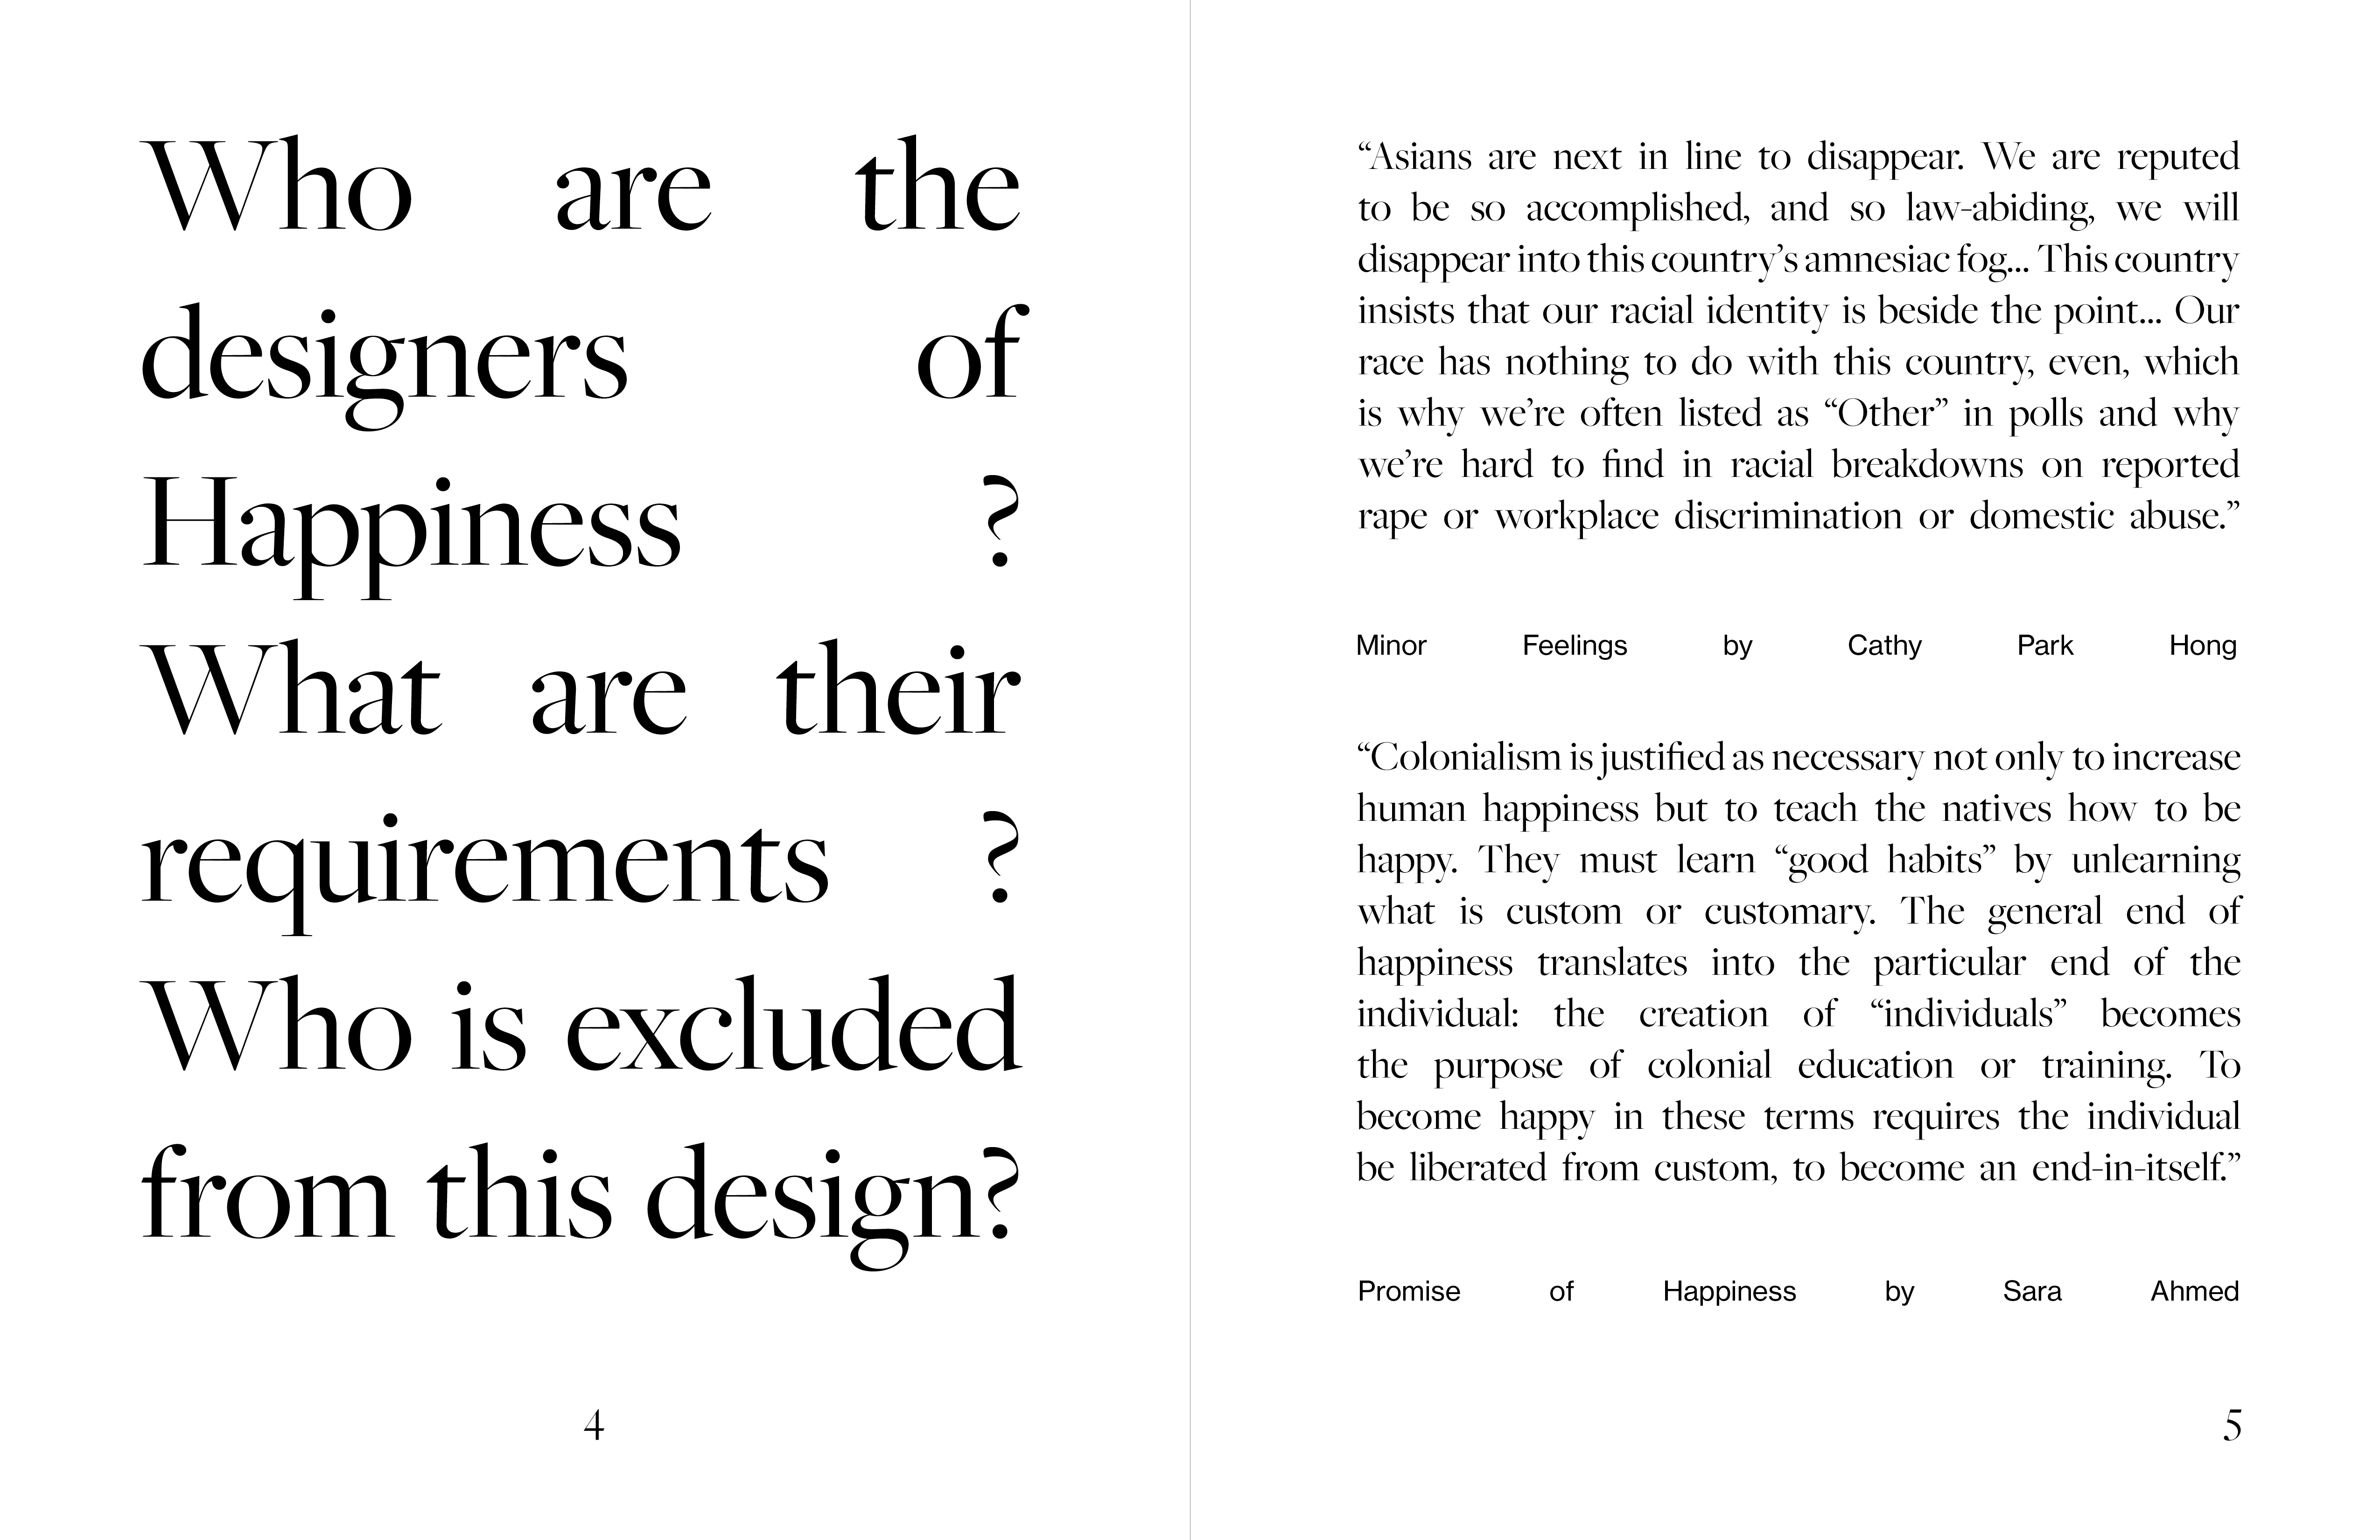 Who are the
designers of
Happiness ?
What are their
requirements ?
Who is excluded
from this design?
4
“Asians are next in line to disappear. We are reputed
to be so accomplished, and so law-abiding, we will
disappear into this country’s amnesiac fog... This country
insists that our racial identity is beside the point... Our
race has nothing to do with this country, even, which
is why we’re often listed as “Other” in polls and why
we’re hard to find in racial breakdowns on reported
rape or workplace discrimination or domestic abuse.”
Minor Feelings by Cathy Park Hong
“Colonialism is justified as necessary not only to increase
human happiness but to teach the natives how to be
happy. They must learn “good habits” by unlearning
what is custom or customary. The general end of
happiness translates into the particular end of the
individual: the creation of “individuals” becomes
the purpose of colonial education or training. To
become happy in these terms requires the individual
be liberated from custom, to become an end-in-itself.”
Promise of Happiness by Sara Ahmed
5